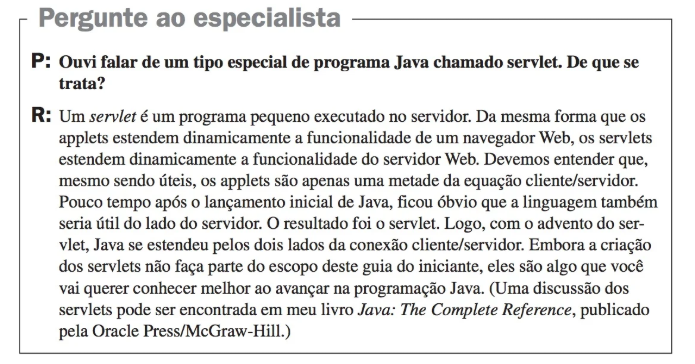 Pergunte ao especialista
P: Ouvi falar de um tipo especial de programa Java chamado servlet. De que se
trata?
R: Um servlet é um programa pequeno executado no servidor. Da mesma forma que os
applets estendem dinamicamente a funcionalidade de um navegador Web, os servlets
estendem dinamicamente a funcionalidade do servidor Web. Devemos entender que,
mesmo sendo úteis, os applets são apenas uma metade da equação cliente/servidor.
Pouco tempo após o lançamento inicial de Java, ficou óbvio que a linguagem também
seria útil do lado do servidor. O resultado foi o servlet. Logo, com o advento do ser-
vlet, Java se estendeu pelos dois lados da conexão cliente/servidor. Embora a criação
dos servlets não faça parte do escopo deste guia do iniciante, eles são algo que você
vai querer conhecer melhor ao avançar na programação Java. (Uma discussão dos
servlets pode ser encontrada em meu livro Java: The Complete Reference, publicado
pela Oracle Press/McGraw-Hill.)